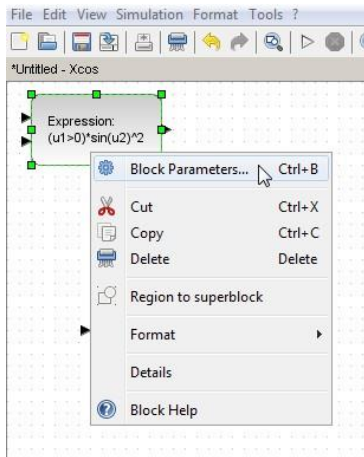 File Edit View Simulation Format Tools ?
*Untitled - Xcos
Expression:
(u1>0)*sin(u2)^2
Block Parameters... Ctrl+B
Cut Ctrl+X
Copy Ctrl+C
Delete Delete
Region to superblock
Format
Details
Block Help